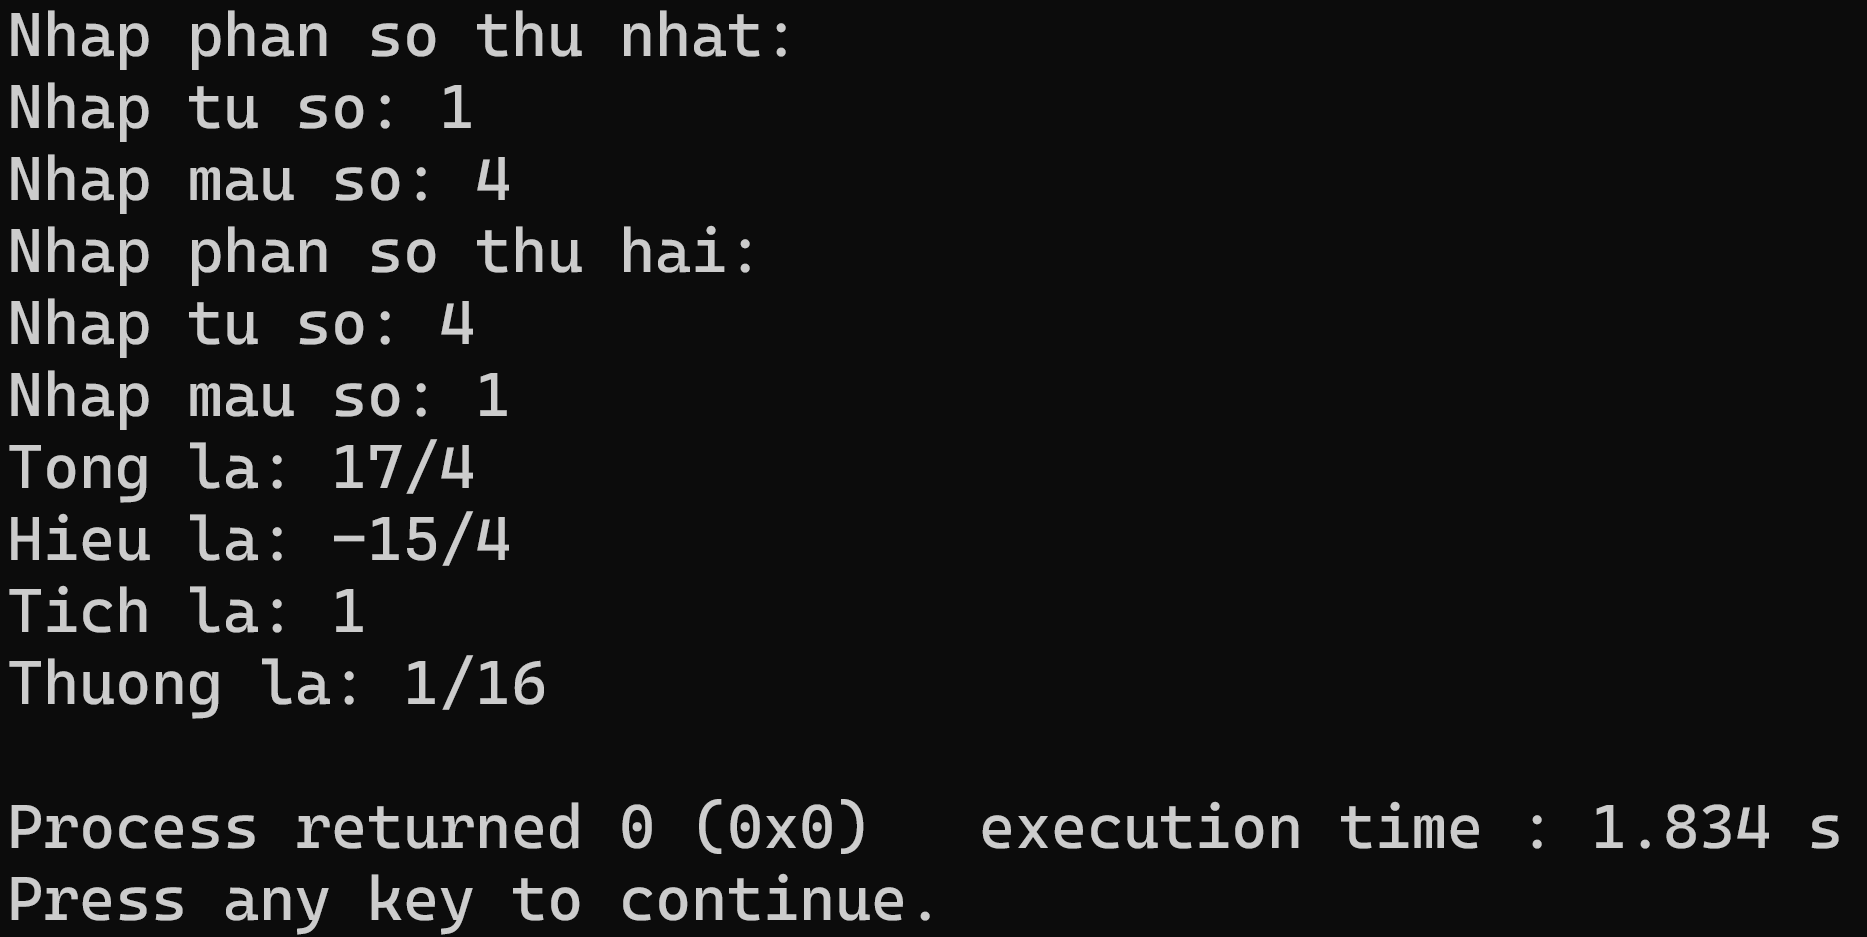 Nhap phan so thu nhat:
Nhap tu so: 1
Nhap mau so: 4
Nhap phan so thu hai:
Nhap tu so: 4
Nhap mau so: 1
Tong la: 17/4
Hieu la: -15/4
Tich la: 1
Thuong la: 1/16
Process returned 0 (0x0)   execution time : 1.834 s
Press any key to continue.